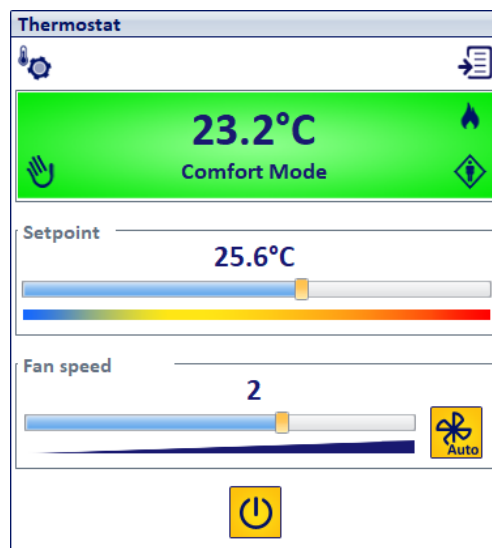 Thermostat
23.2°C
Comfort Mode
Setpoint
25.6°C
Fan speed
2
Auto